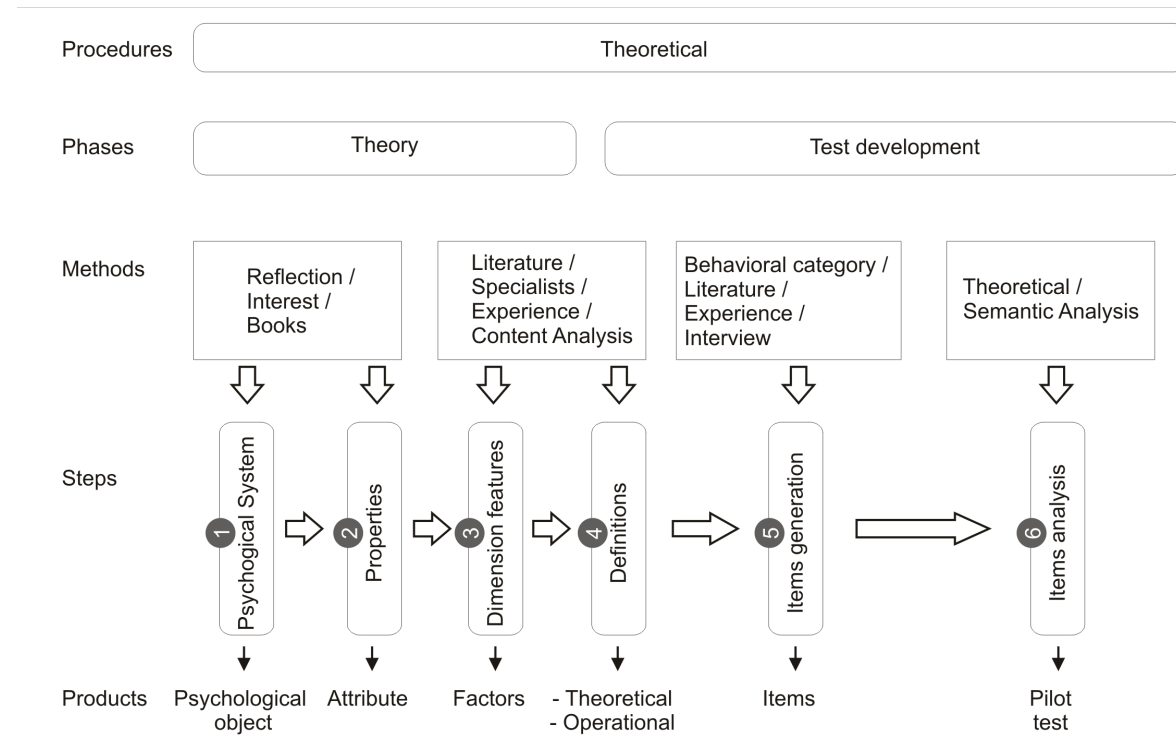 Procedures
Theoretical
Phases
Theory
Test development
Methods
Reflection /
Interest /
Books
Literature /
Specialists /
Experience /
Content Analysis
Behavioral category /
Literature /
Experience /
Interview
Theoretical /
Semantic Analysis
Steps
1
Psychogical System
2
Properties
3
Dimension features
4
Definitions
5
Items generation
6
Items analysis
Products
Psychological
object
Attribute
Factors
- Theoretical
- Operational
Items
Pilot
test